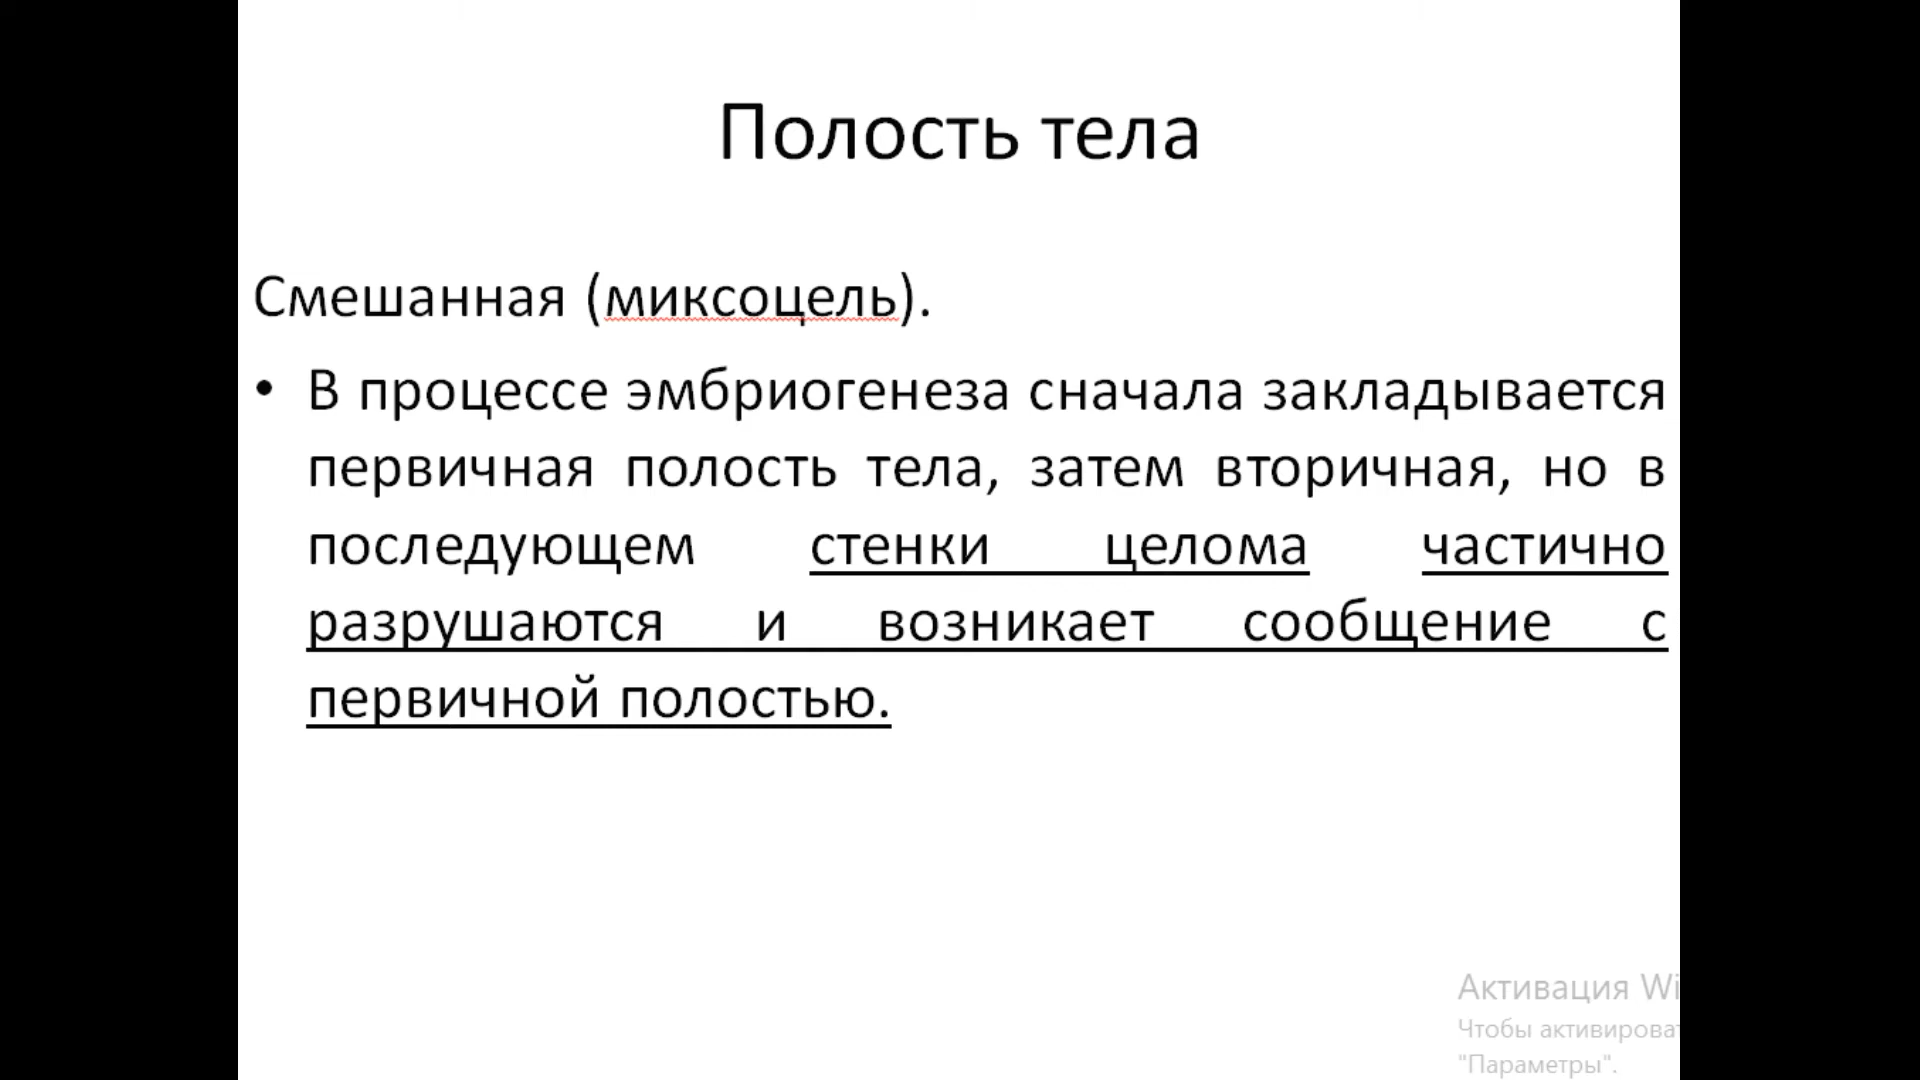 Полость тела
Смешанная (миксоцель).
• В процессе эмбриогенеза сначала закладывается
первичная полость тела, затем вторичная, но в
последующем стенки целома частично
разрушаются и возникает сообщение с
первичной полостью.
Активация Wi
Чтобы активироват
"Параметры".